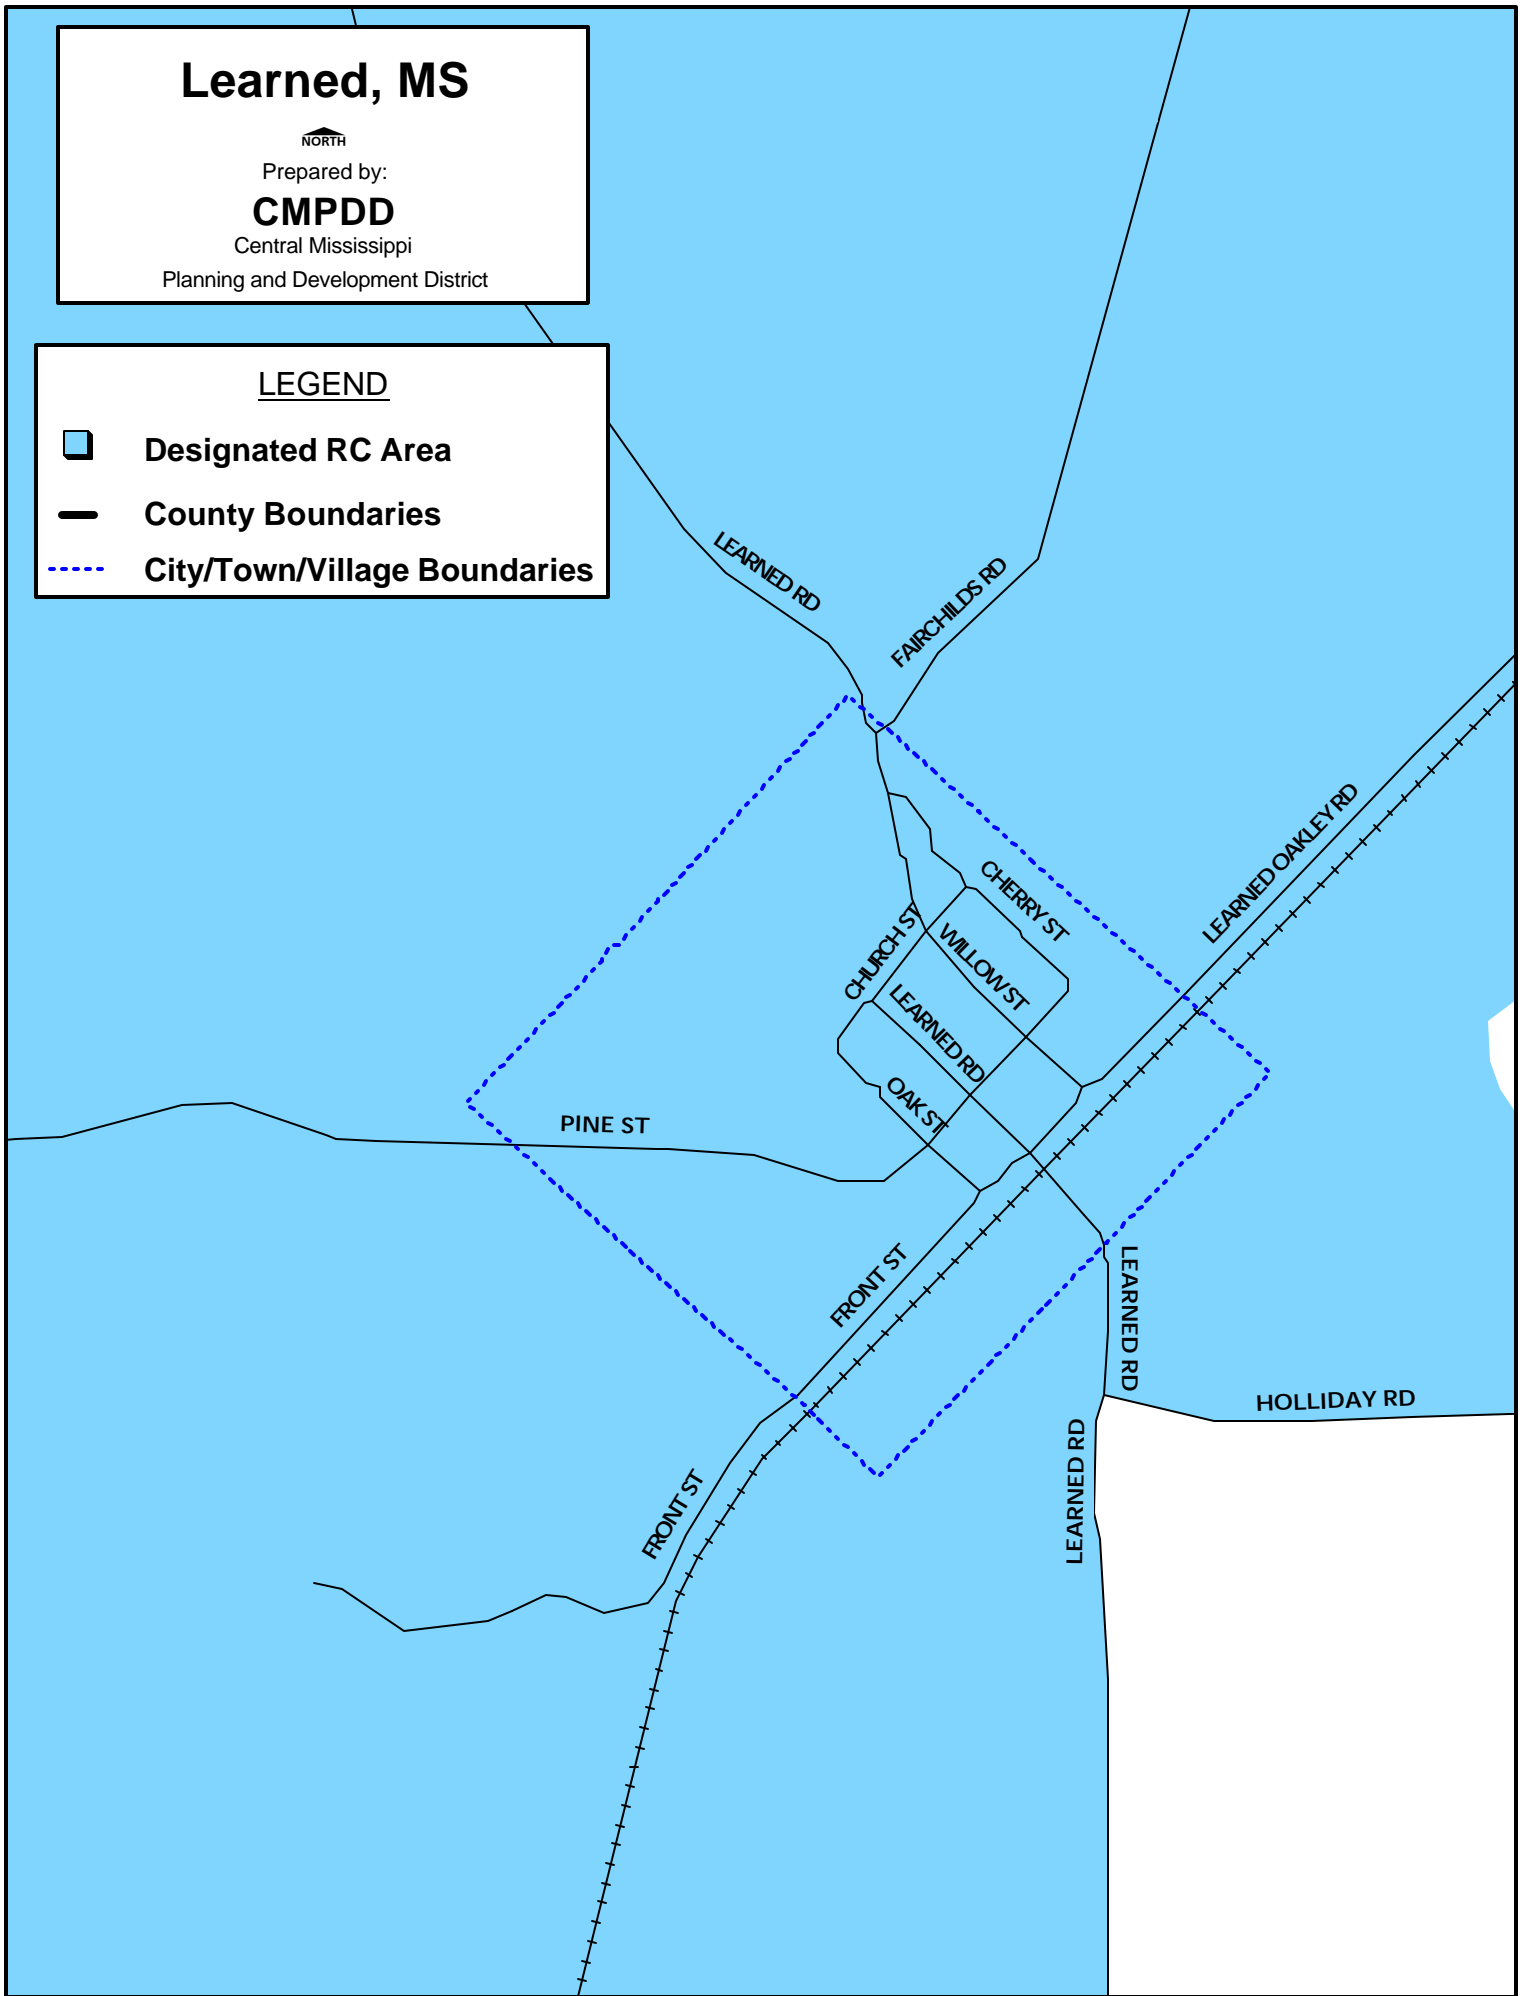 Learned, MS
NORTH
Prepared by:
CMPDD
Central Mississippi
Planning and Development District
LEGEND
Designated RC Area
County Boundaries
City/Town/Village Boundaries
LEARNED RD
FAIRCHILDS RD
LEARNED OAKLEY RD
CHERRY ST
CHURCH ST
WILLOW ST
LEARNED RD
OAK ST
PINE ST
FRONT ST
LEARNED RD
HOLLIDAY RD
LEARNED RD
FRONT ST